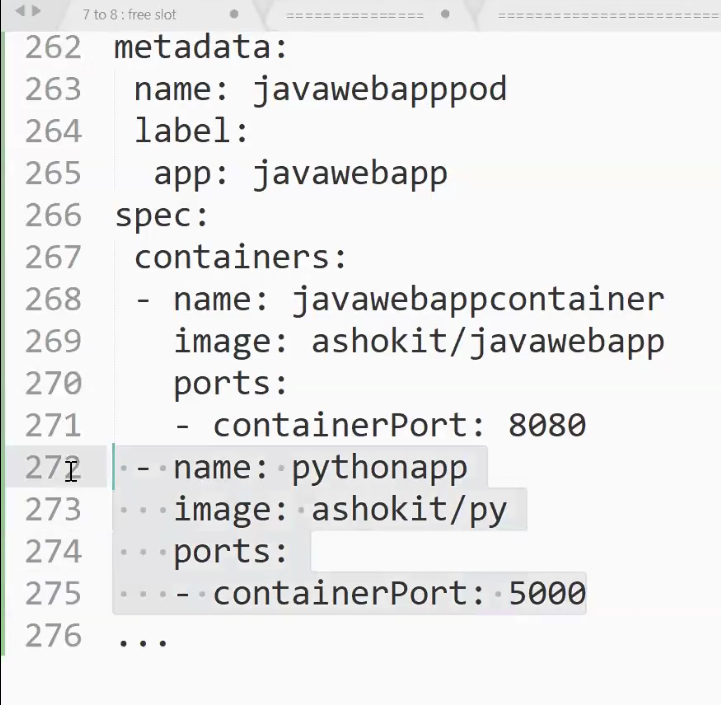 7 to 8 : free slot
===============
262 metadata:
263 name: javawebapppod
264 label:
265 app: javawebapp
266 spec:
267 containers:
268 - name: javawebappcontainer
269 image: ashokit/javawebapp
270 ports:
271 - containerPort: 8080
272 - name: pythonapp
273 image: ashokit/py
274 ports:
275 - containerPort: 5000
276 ...